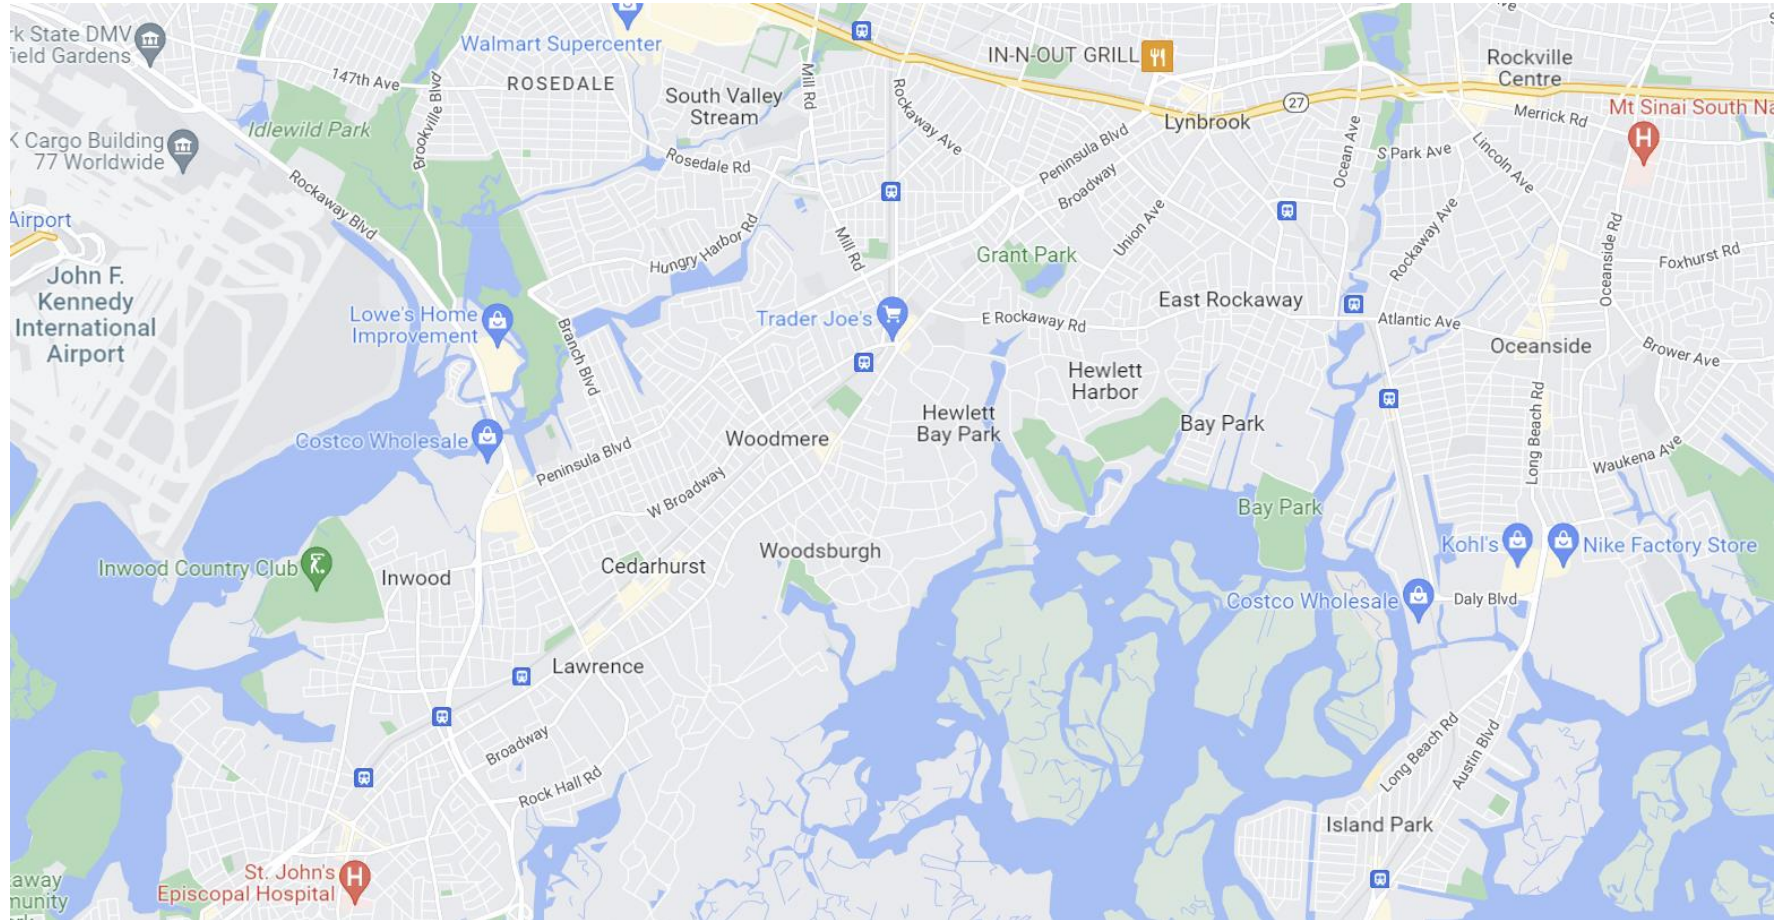 rk State DMV
field Gardens
Walmart Supercenter
147th Ave
Brookville Blvd
ROSEDALE
South Valley
Stream
Mill Rd
Rockaway Ave
IN-N-OUT GRILL
27
Lynbrook
Rockville
Centre
Merrick Rd
Mt Sinai South Na
Idlewild Park
K Cargo Building
77 Worldwide
Rockaway Blvd
Rosedale Rd
Peninsula Blvd
Broadway
Ocean Ave
S Park Ave
Lincoln Ave
Airport
John F.
Kennedy
International
Airport
Hungry Harbor Rd
Mill Rd
Grant Park
Union Ave
Rockaway Ave
Oceanside Rd
Foxhurst Rd
Lowe's Home
Improvement
Branch Blvd
Trader Joe's
E Rockaway Rd
East Rockaway
Atlantic Ave
Oceanside
Brower Ave
Hewlett
Harbor
Hewlett
Bay Park
Bay Park
Long Beach Rd
Costco Wholesale
Peninsula Blvd
Woodmere
W Broadway
Waukena Ave
Bay Park
Inwood Country Club
Inwood
Cedarhurst
Woodsburgh
Kohl's
Nike Factory Store
Costco Wholesale
Daly Blvd
Lawrence
Broadway
Rock Hall Rd
Long Beach Rd
Austin Blvd
Island Park
St. John's
Episcopal Hospital
away
munity